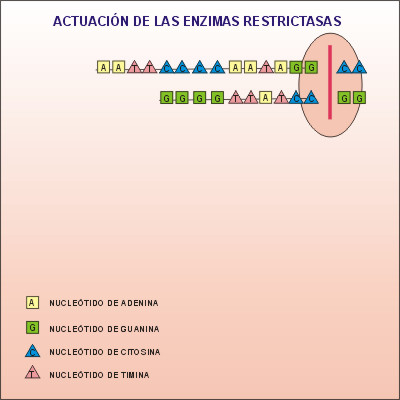 ACTUACIÓN DE LAS ENZIMAS RESTRICTASAS
A A T T C C C C A A T A G G C C
G G G G T T A T C C G G
A NUCLEÓTIDO DE ADENINA
G NUCLEÓTIDO DE GUANINA
C NUCLEÓTIDO DE CITOSINA
T NUCLEÓTIDO DE TIMINA